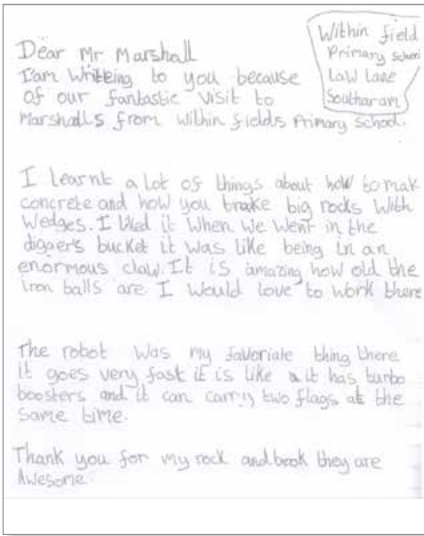 Within field
Primary school
Law Lane
Southaram
Dear Mr Marshall
I'am Writeing to you because
of our fantastic visit to
Marshalls from within fields Primary School.
I learnt a lot of things about how to mak
concrete and how you brake big rocks with
wedges. I liked it when we went in the
digger's bucket it was like being in an
enormous claw. It is amazing how old the
iron balls are I would love to work there
The robot was my favoriate thing there
it goes very fast it is like a it has turbo
boosters and it can carry two flags at the
same time.
Thank you for my rock and book they are
Awesome.